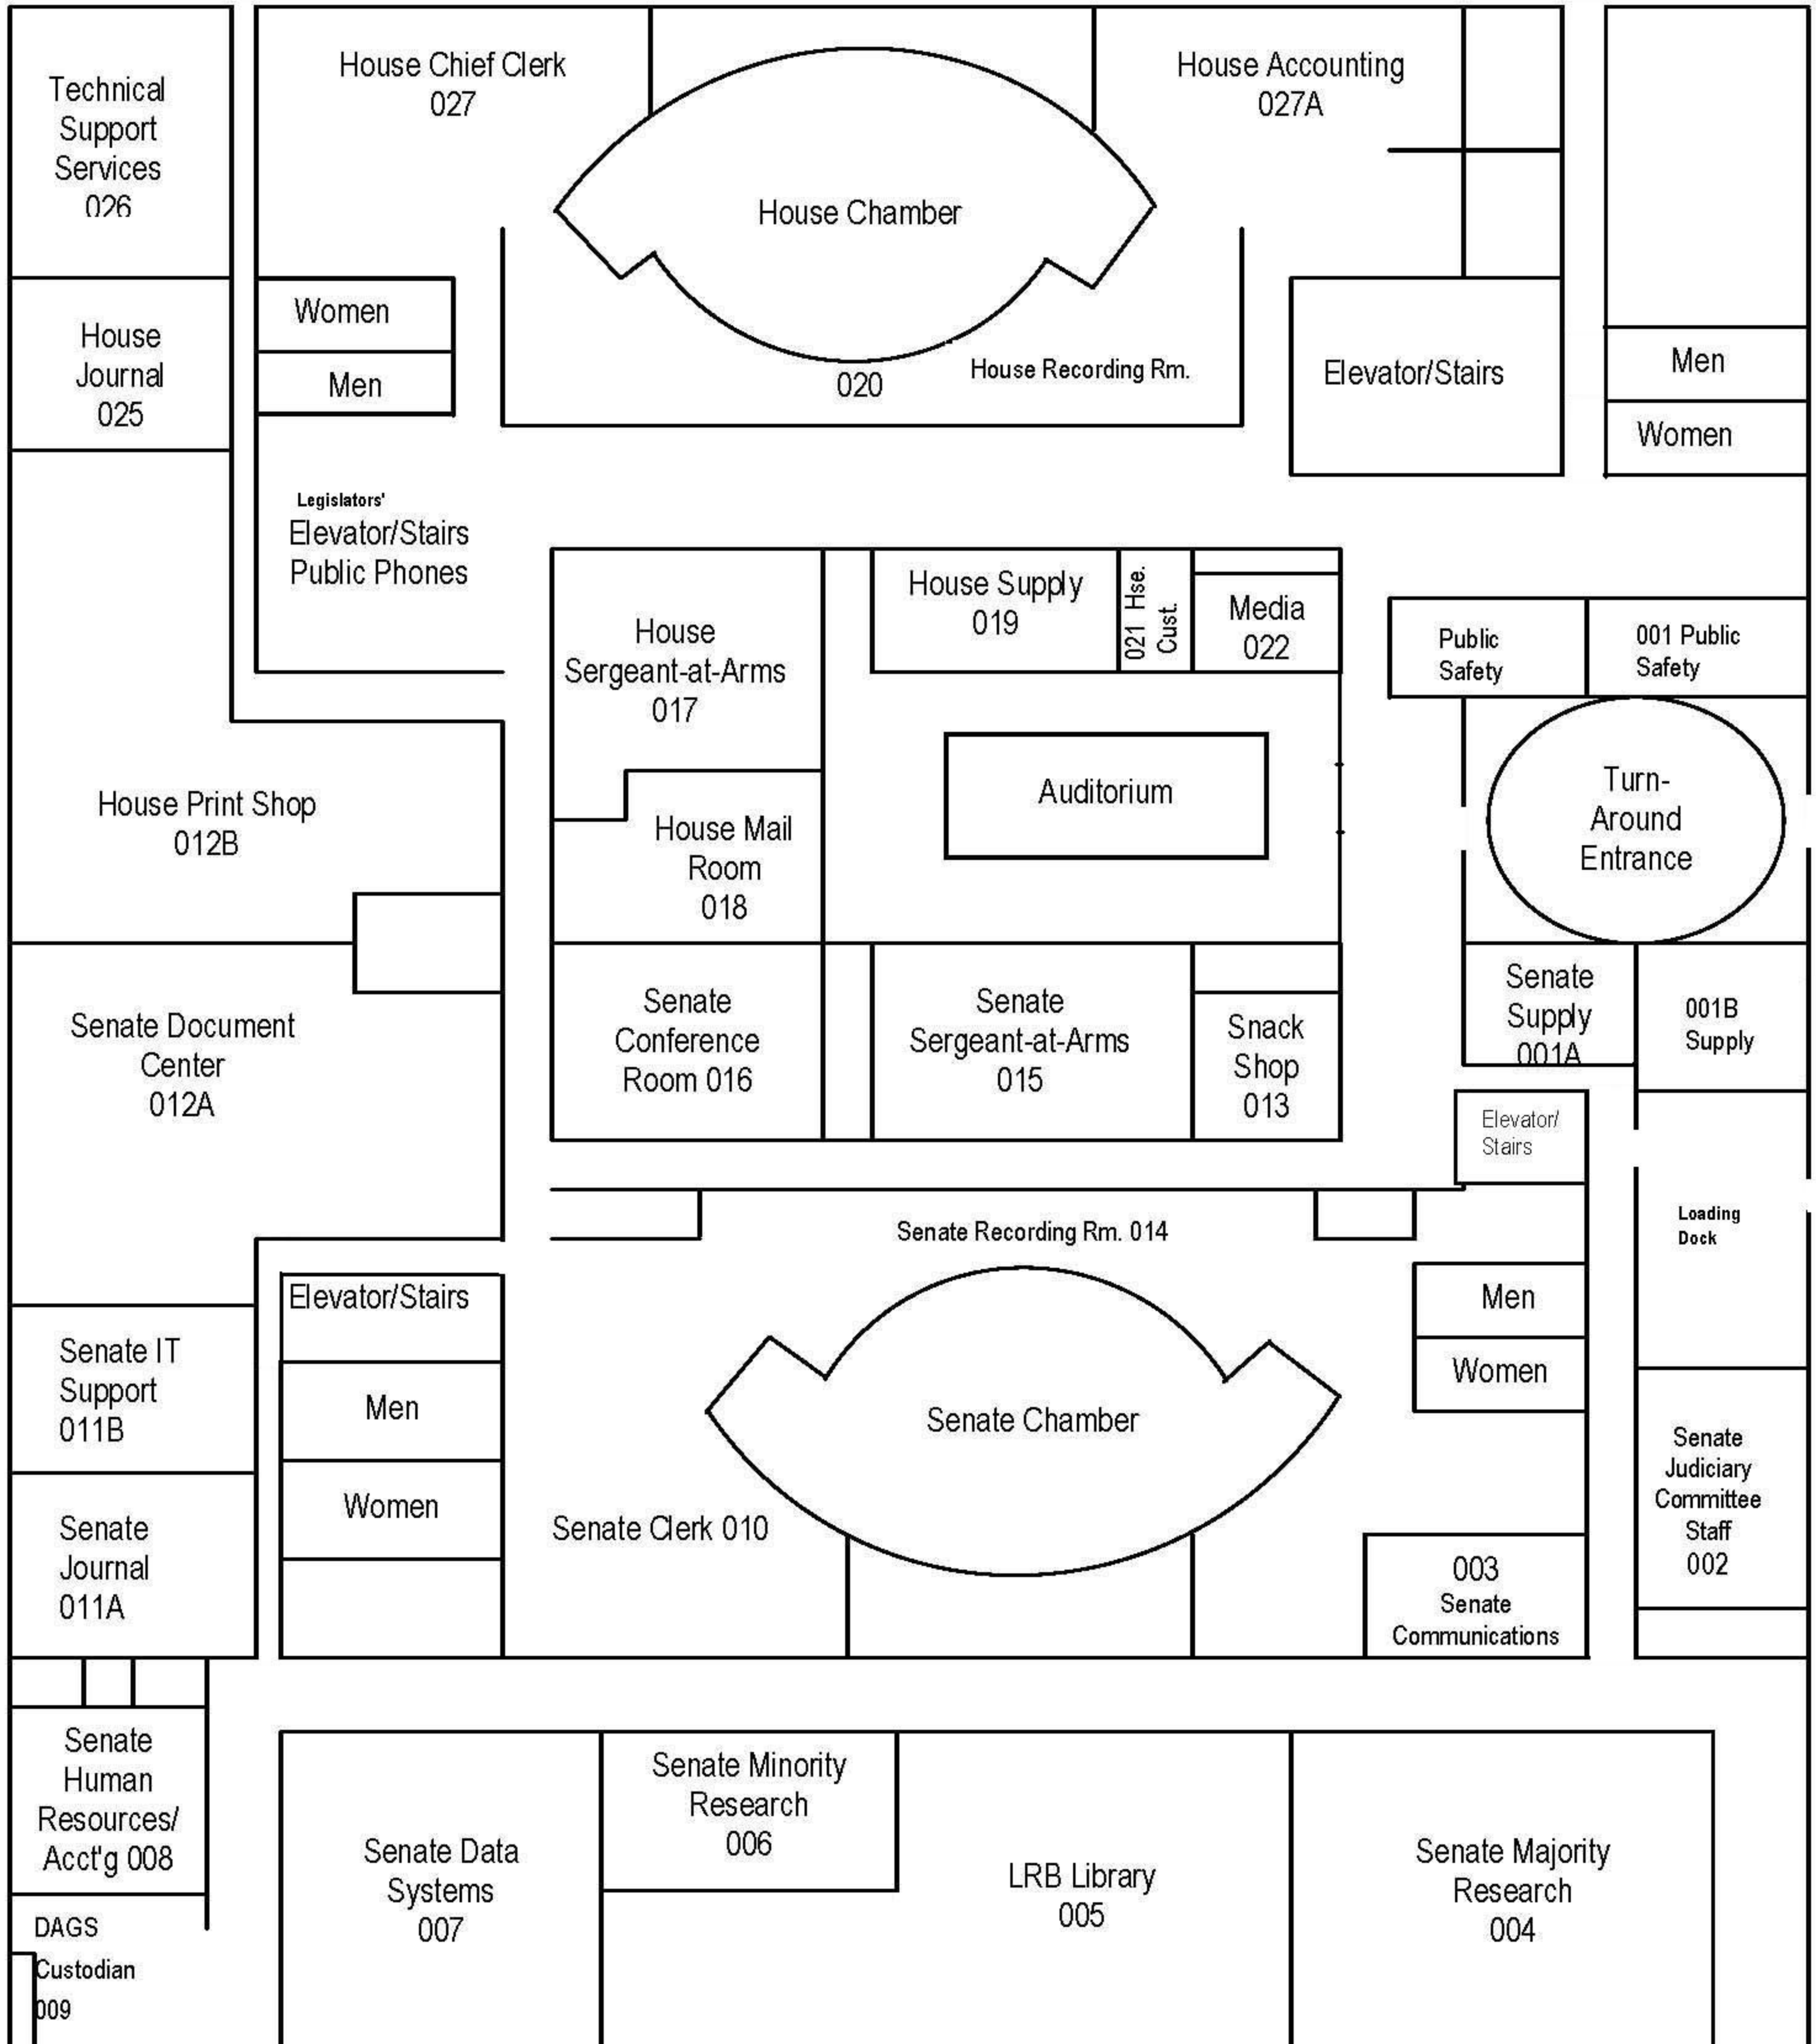 Technical
Support
Services
026
House Chief Clerk
027
House Accounting
027A
House Chamber
House
Journal
025
Women
Men
020
House Recording Rm.
Elevator/Stairs
Men
Women
Legislators'
Elevator/Stairs
Public Phones
House
Sergeant-at-Arms
017
House Supply
019
021 Hse.
Cust.
Media
022
Public
Safety
001 Public
Safety
House Print Shop
012B
House Mail
Room
018
Auditorium
Turn-
Around
Entrance
Senate Document
Center
012A
Senate
Conference
Room 016
Senate
Sergeant-at-Arms
015
Snack
Shop
013
Senate
Supply
001A
001B
Supply
Elevator/
Stairs
Senate Recording Rm. 014
Loading
Dock
Elevator/Stairs
Men
Women
Senate IT
Support
011B
Men
Women
Senate Chamber
Senate
Judiciary
Committee
Staff
002
Senate
Journal
011A
Senate Clerk 010
003
Senate
Communications
Senate
Human
Resources/
Acct'g 008
Senate Data
Systems
007
Senate Minority
Research
006
LRB Library
005
Senate Majority
Research
004
DAGS
Custodian
009